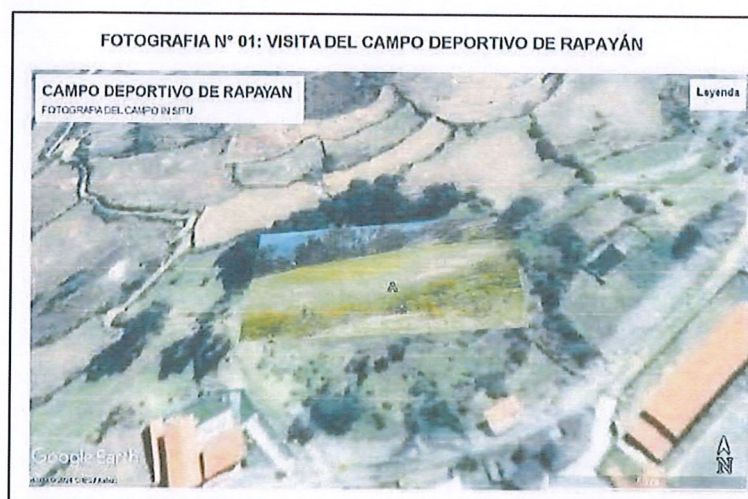 FOTOGRAFIA N° 01: VISITA DEL CAMPO DEPORTIVO DE RAPAYÁN
CAMPO DEPORTIVO DE RAPAYAN
FOTOGRAFIA DEL CAMPO IN SITU
Leyenda
A
Google Earth
N